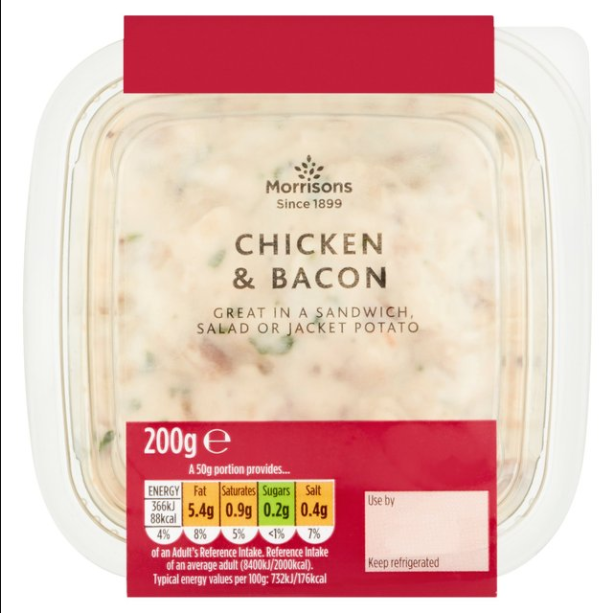 Morrisons
Since 1899
CHICKEN
& BACON
GREAT IN A SANDWICH,
SALAD OR JACKET POTATO
200g ℮
A 50g portion provides...
ENERGY Fat Saturates Sugars Salt
366kJ
88kcal 5.4g 0.9g 0.2g 0.4g
4% 8% 5% <1% 7%
of an Adult's Reference Intake. Reference Intake
of an average adult (8400kJ/2000kcal).
Typical energy values per 100g: 732kJ/176kcal
Use by
Keep refrigerated